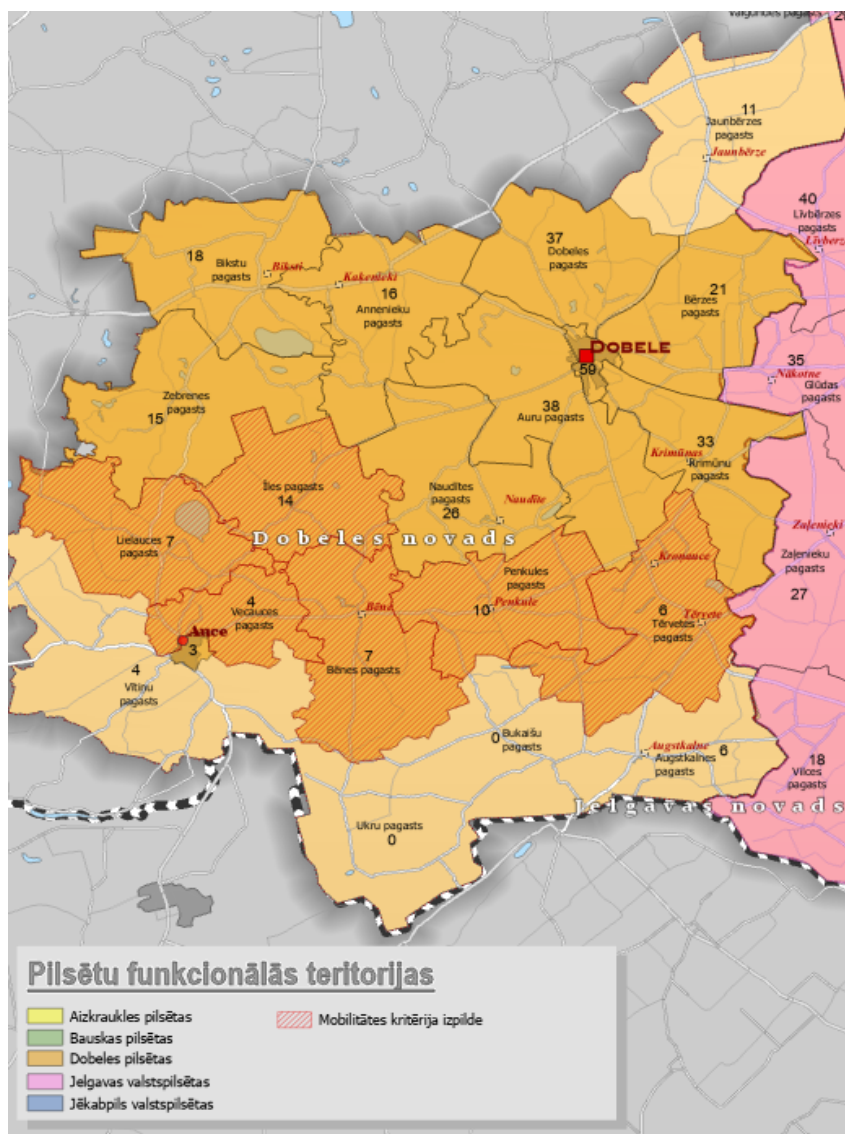 Valgundes pagasts
11
Jaunbērzes
pagasts
Jaunbērze
40
Līvbērzes
pagasts
Līvbērze
37
Dobeles
pagasts
18
Bikstu
pagasts
Biksti
Kaķenieki
16
Annenieku
pagasts
21
Bērzes
pagasts
DOBELE
59
35
Nākotne
Glūdas
pagasts
Zebrenes
pagasts
15
38
Auru pagasts
33
Krimūnas
Krimūnu
pagasts
Īles pagasts
14
Naudītes
pagasts
26
Naudīte
Lielauces
pagasts
7
Dobeles novads
Zaļenieki
Zaļenieku
pagasts
27
Kroņauce
Penkules
pagasts
4
Vecauces
pagasts
Bēne
10
Penkule
6
Tērvetes
pagasts
Tērvete
Auce
3
4
Vītiņu
pagasts
7
Bēnes pagasts
0
Bukaišu
pagasts
Augstkalne
Augstkalnes
pagasts
6
18
Vilces
pagasts
Jelgavas novads
Ukru pagasts
0
Pilsētu funkcionālās teritorijas
Aizkraukles pilsētas
Bauskas pilsētas
Dobeles pilsētas
Jelgavas valstspilsētas
Jēkabpils valstspilsētas
Mobilitātes kritērija izpilde